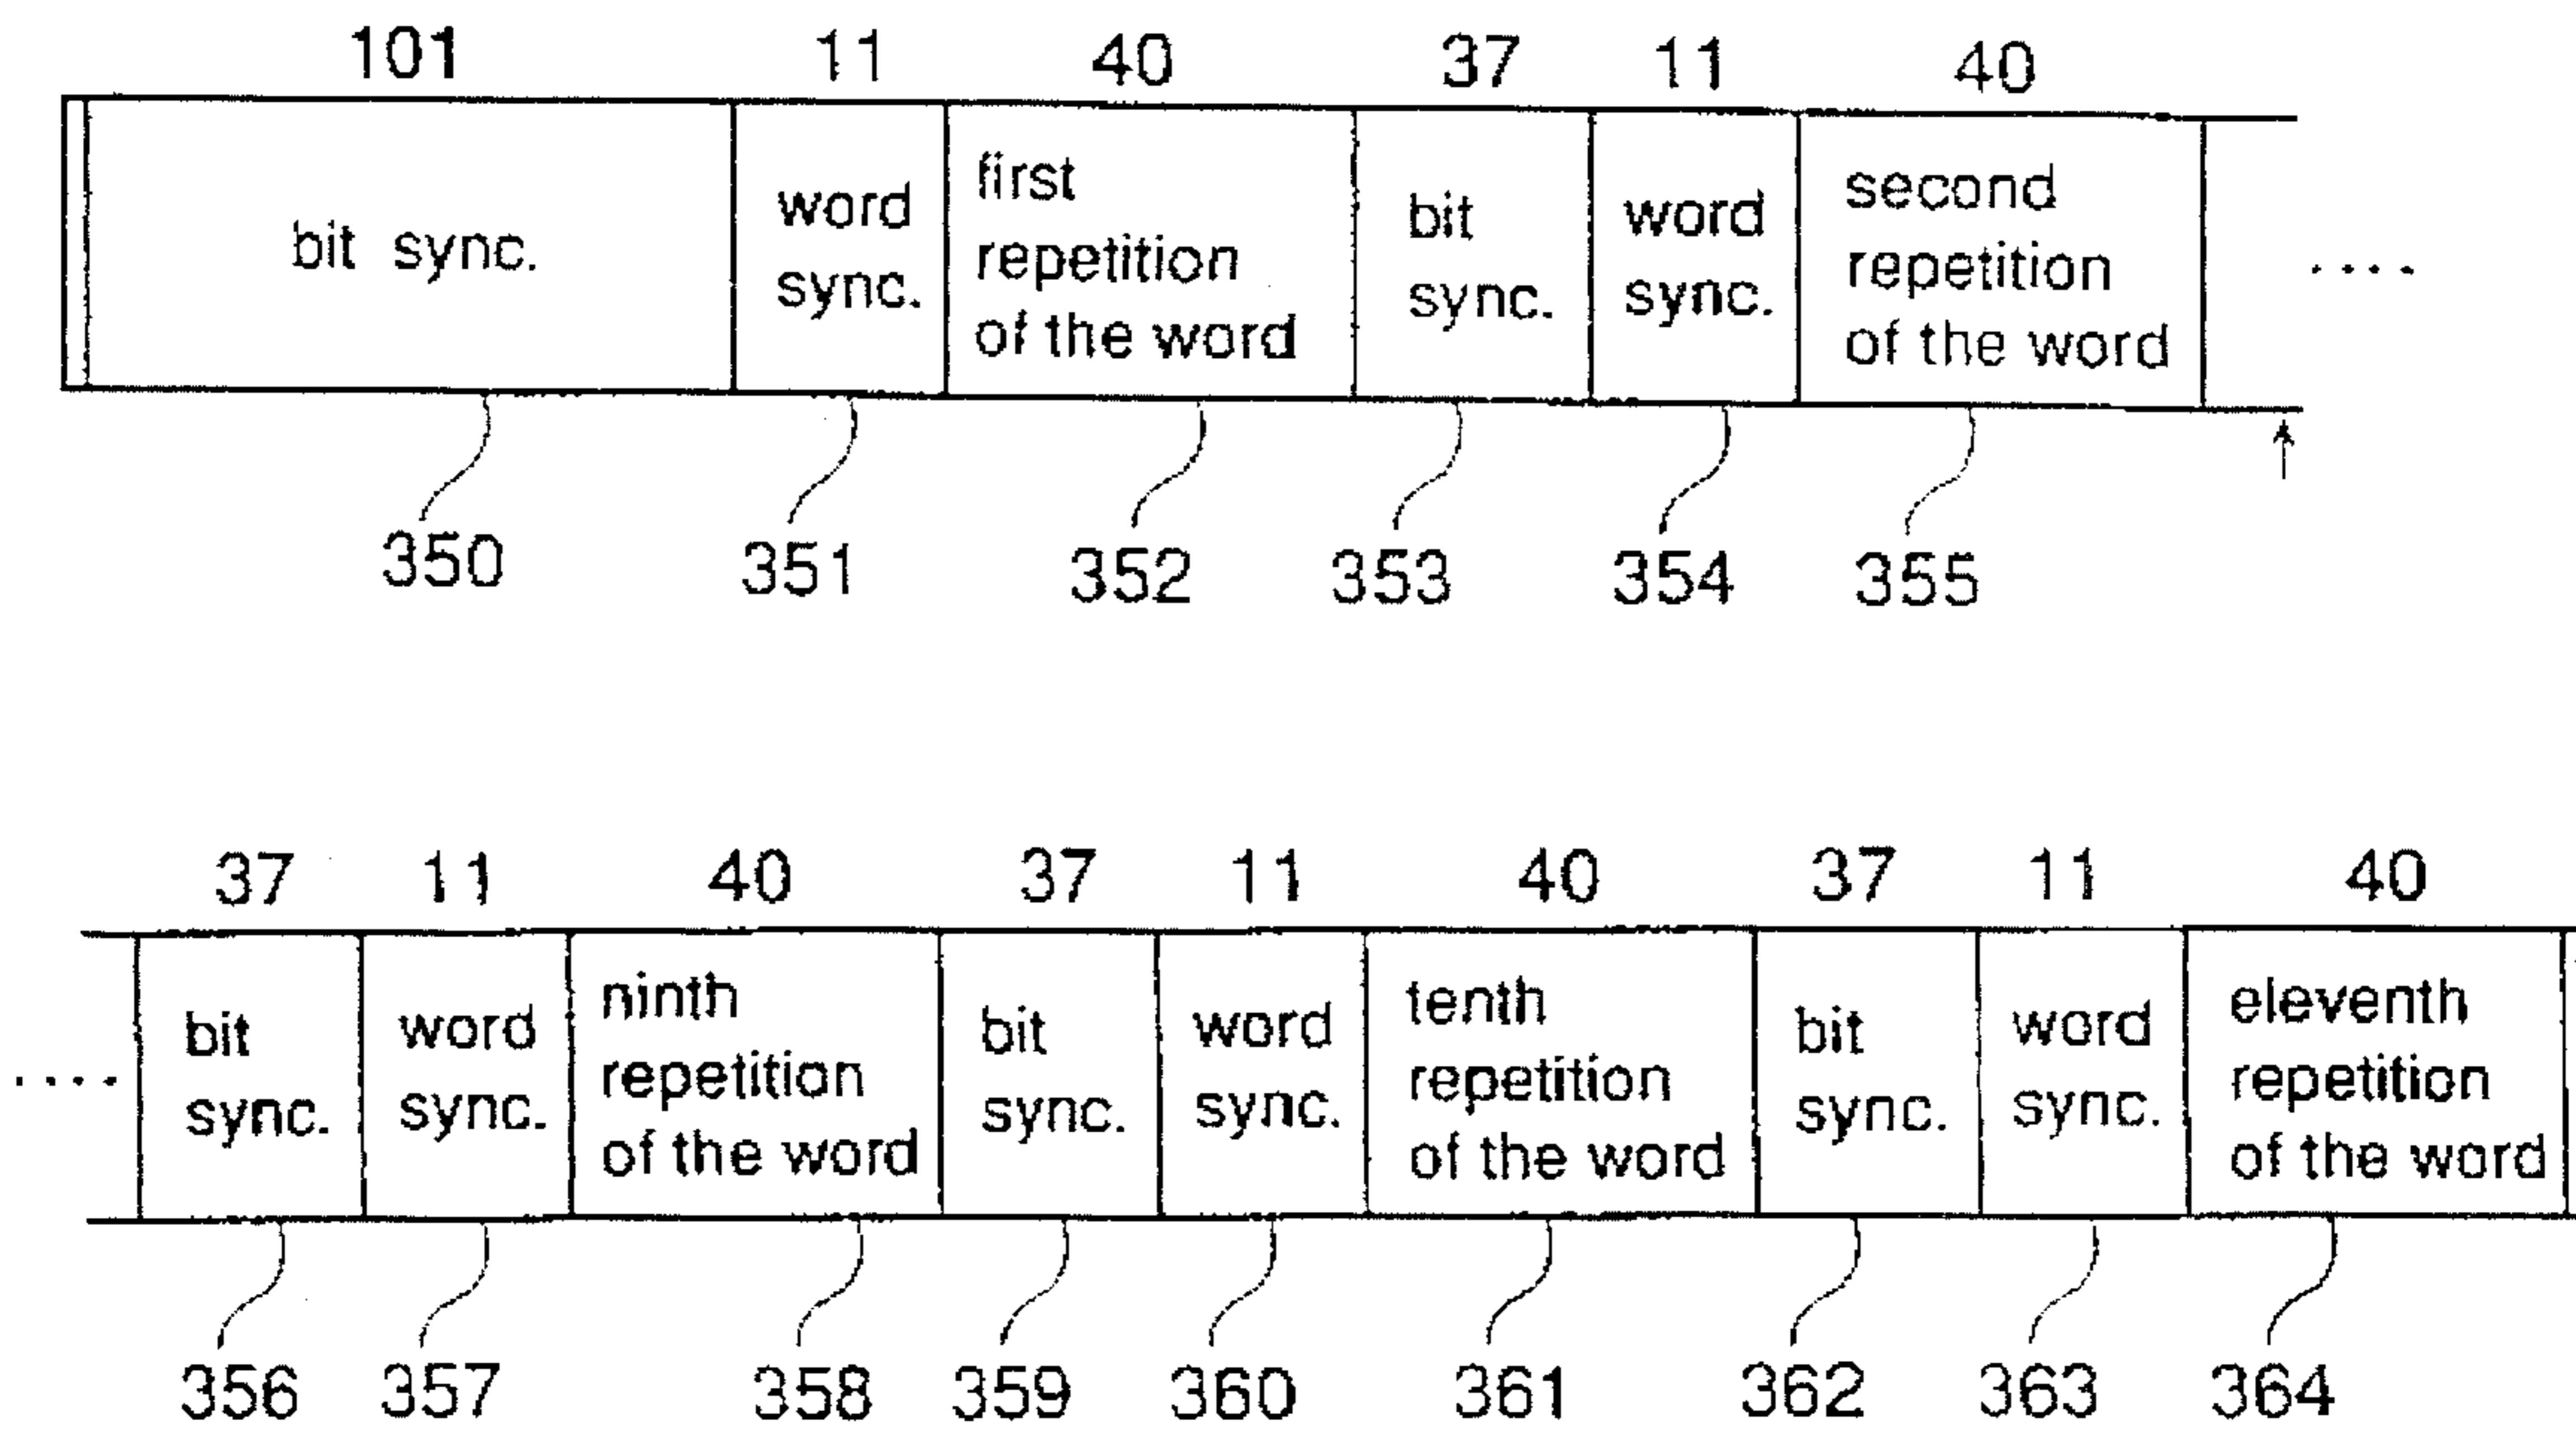 101 11 40 37 11 40
bit sync.
word
sync.
first
repetition
of the word
bit
sync.
word
sync.
second
repetition
of the word
....
350 351 352 353 354 355
37 11 40 37 11 40 37 11 40
....
bit
sync.
word
sync.
ninth
repetition
of the word
bit
sync.
word
sync.
tenth
repetition
of the word
bit
sync.
word
sync.
eleventh
repetition
of the word
356 357 358 359 360 361 362 363 364